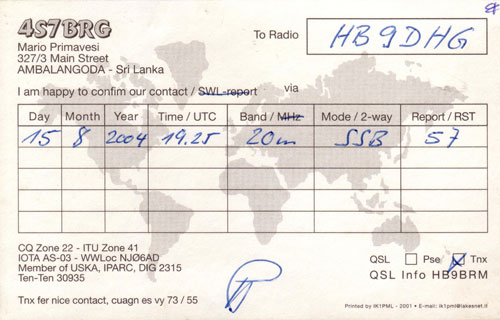 4S7BRG
Mario Primavesi
327/3 Main Street
AMBALANGODA - Sri Lanka
To Radio HB9DHG
I am happy to confim our contact / SWL-report via
Day Month Year Time / UTC Band / MHz Mode / 2-way Report / RST
15 8 2004 19.25 20m SSB 57
CQ Zone 22 - ITU Zone 41
IOTA AS-03 - WWLoc NJØ6AD
Member of USKA, IPARC, DIG 2315
Ten-Ten 30935
QSL Pse Tnx
QSL Info HB9BRM
Tnx fer nice contact, cuagn es vy 73 / 55
Printed by IK1PML - 2001 • E-mail: ik1pml@lakesnet.it